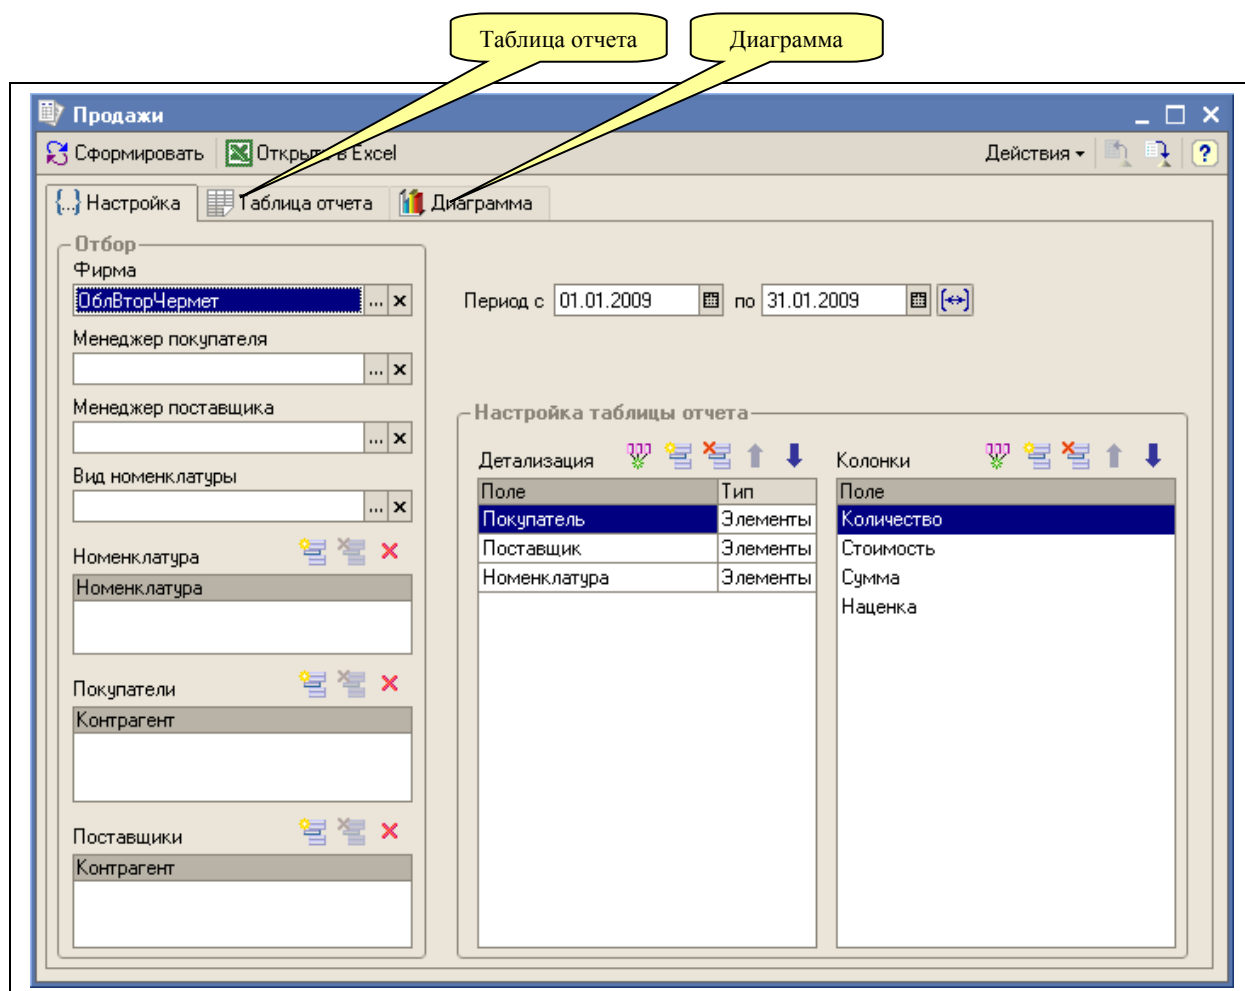 Таблица отчета
Диаграмма
Продажи
Сформировать
Открыть в Excel
Действия
Настройка
Таблица отчета
Диаграмма
Отбор
Фирма
ОблВторЧермет
Период с 01.01.2009 по 31.01.2009
Менеджер покупателя
Менеджер поставщика
Вид номенклатуры
Номенклатура
Номенклатура
Покупатели
Контрагент
Поставщики
Контрагент
Настройка таблицы отчета
Детализация
Поле Тип
Покупатель Элементы
Поставщик Элементы
Номенклатура Элементы
Колонки
Поле
Количество
Стоимость
Сумма
Наценка